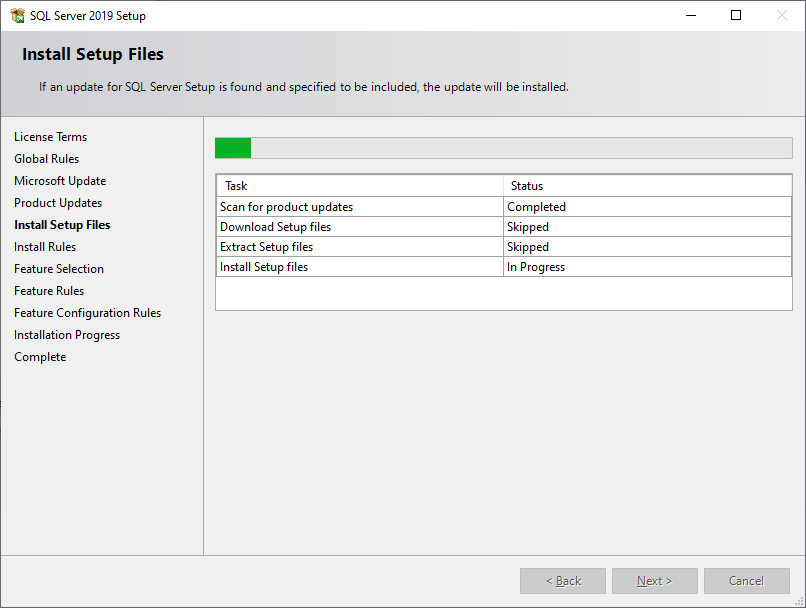 SQL Server 2019 Setup
Install Setup Files
If an update for SQL Server Setup is found and specified to be included, the update will be installed.
License Terms
Global Rules
Microsoft Update
Product Updates
Install Setup Files
Install Rules
Feature Selection
Feature Rules
Feature Configuration Rules
Installation Progress
Complete
Task Status
Scan for product updates Completed
Download Setup files Skipped
Extract Setup files Skipped
Install Setup files In Progress
< Back Next > Cancel